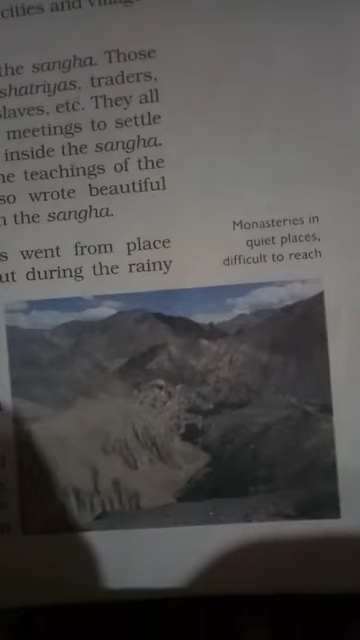 cities and
the sangha. Those
shatriyas, traders,
slaves, etc. They all
meetings to settle
inside the sangha.
he teachings of the
so wrote beautiful
n the sangha.
s went from place
ut during the rainy
Monasteries in
quiet places,
difficult to reach